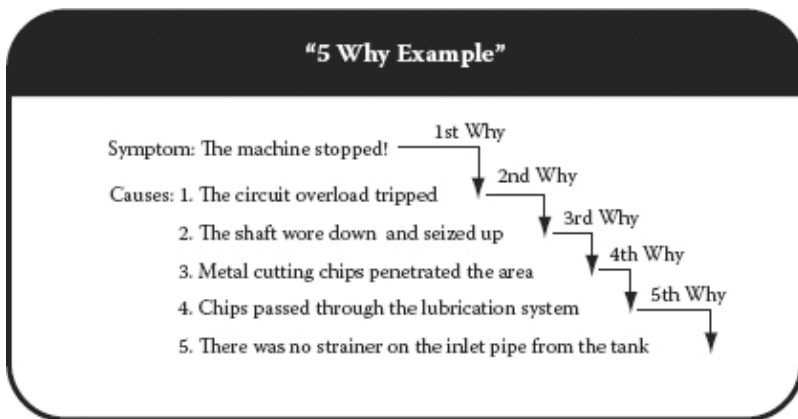 “5 Why Example”
1st Why
Symptom: The machine stopped!
2nd Why
Causes: 1. The circuit overload tripped
3rd Why
2. The shaft wore down and seized up
4th Why
3. Metal cutting chips penetrated the area
5th Why
4. Chips passed through the lubrication system
5. There was no strainer on the inlet pipe from the tank